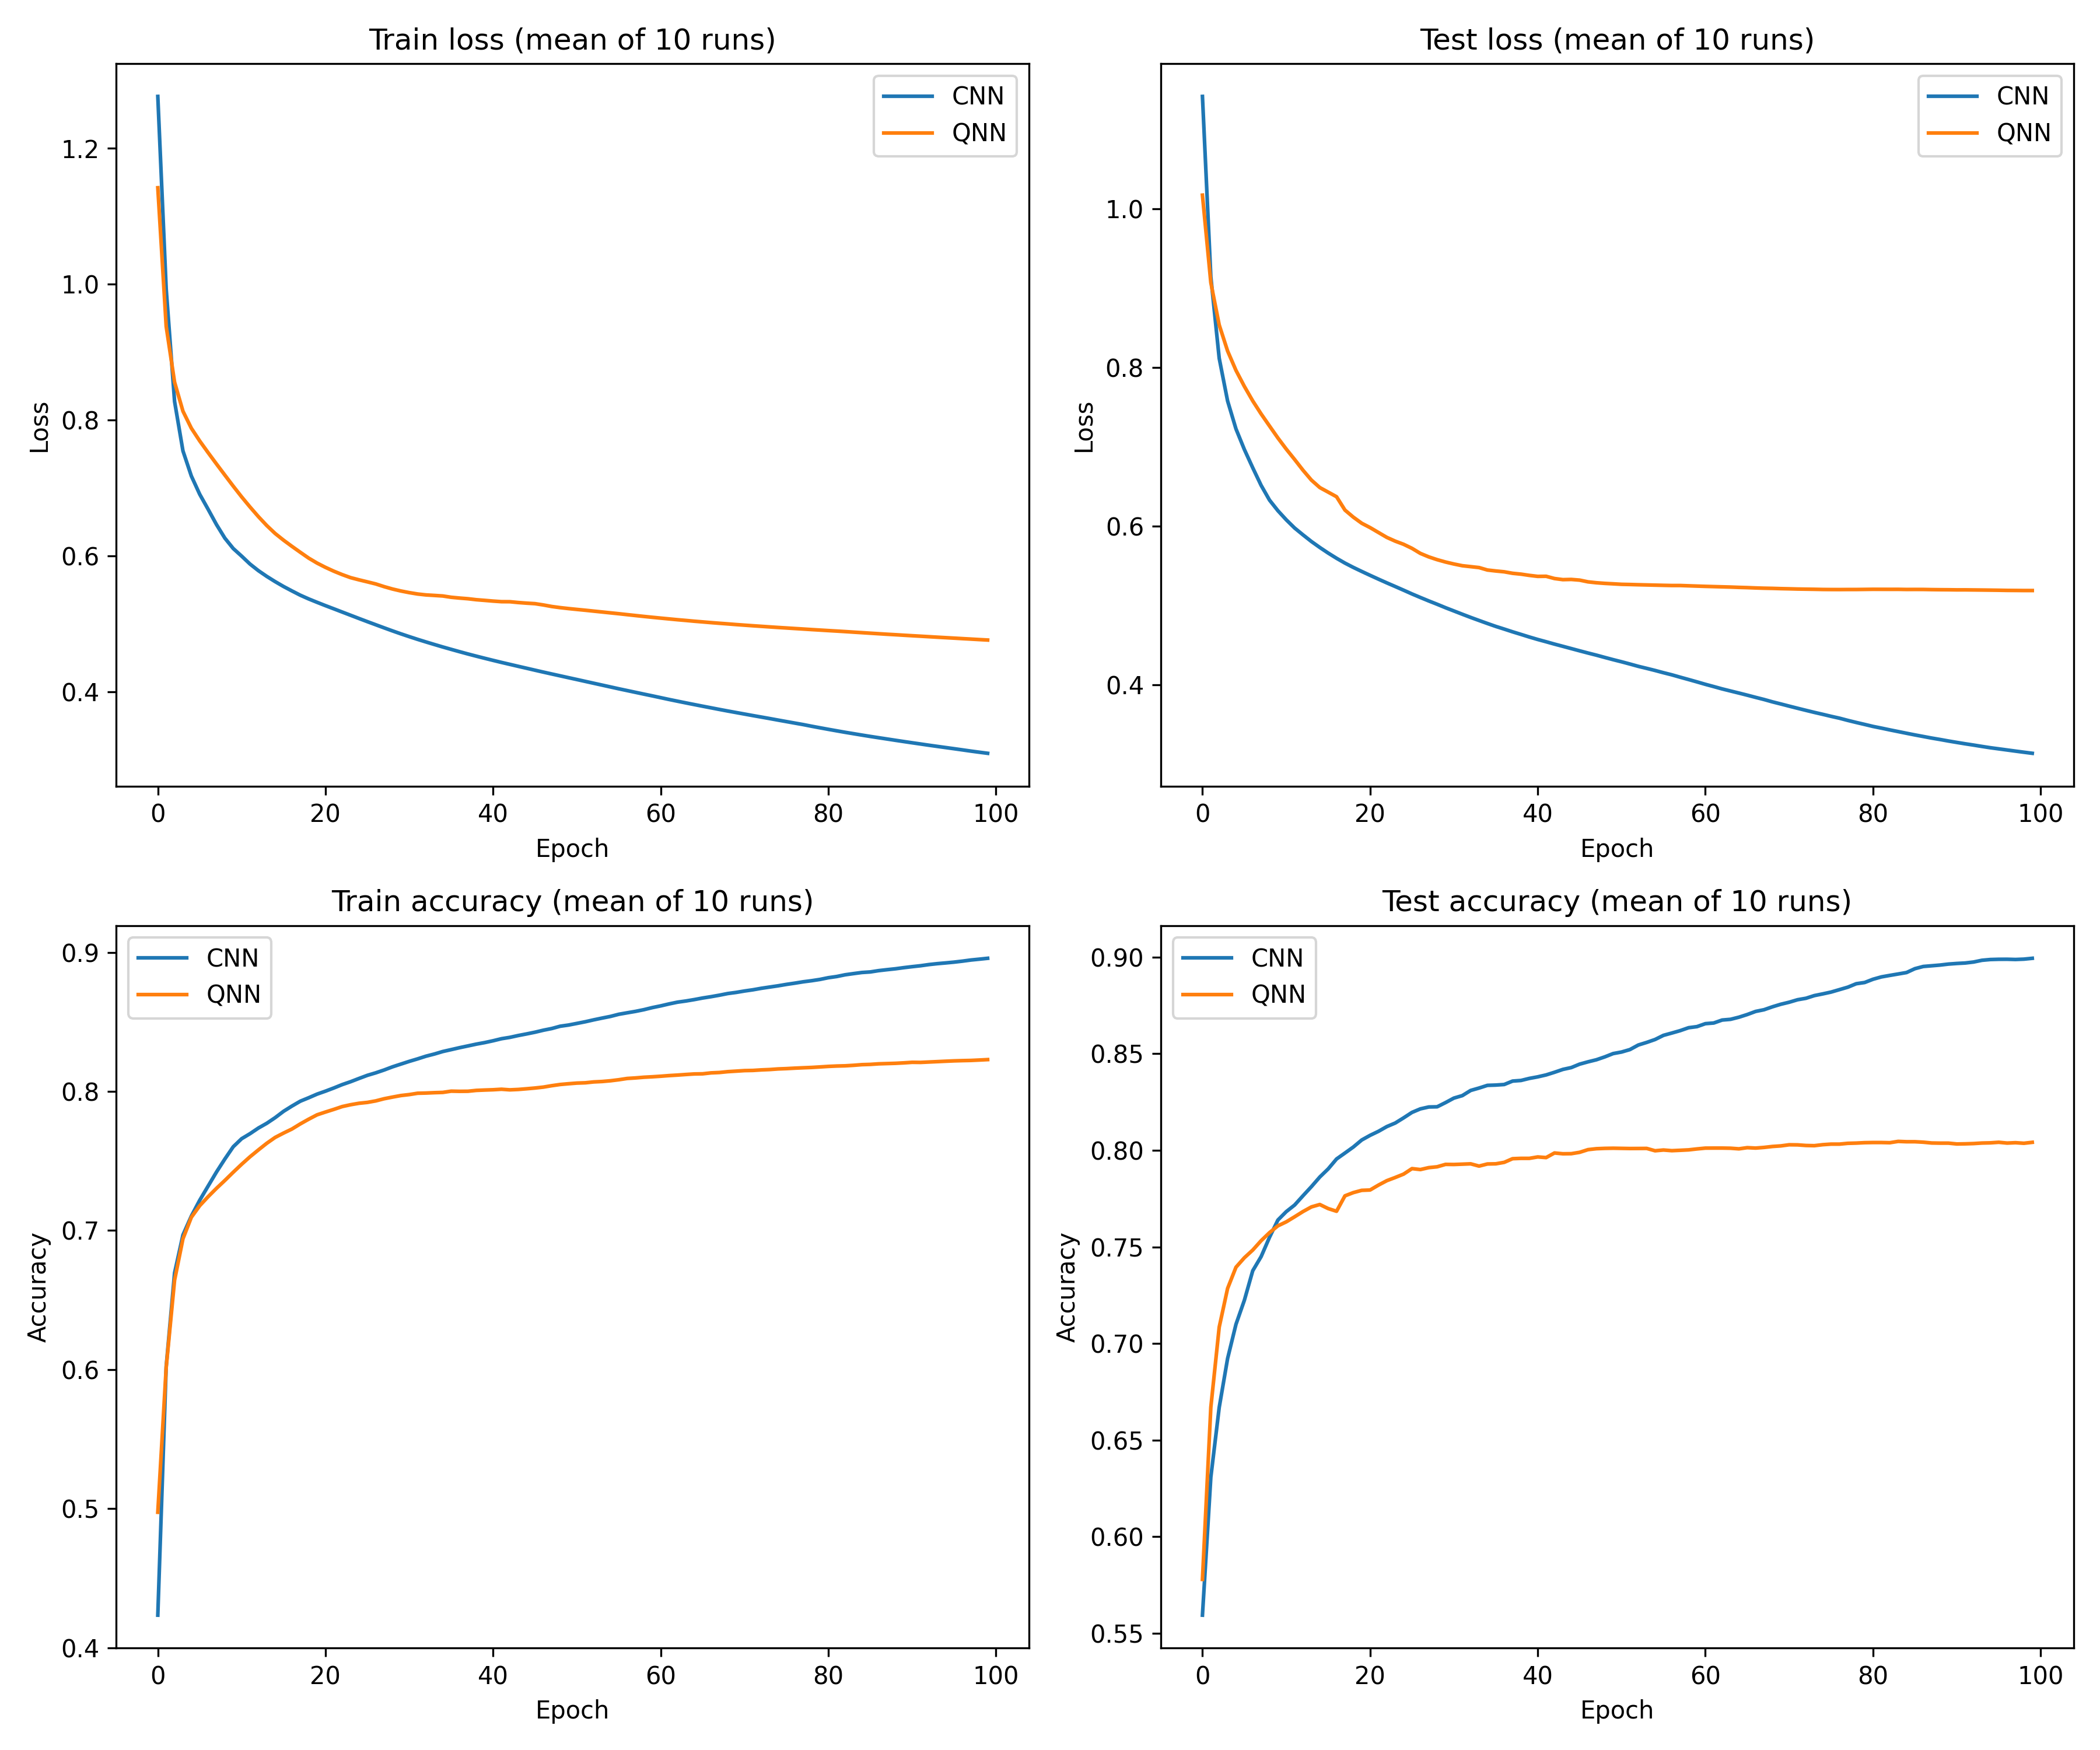 Train loss (mean of 10 runs)
CNN
QNN
1.2
1.0
0.8
0.6
0.4
Loss
0 20 40 60 80 100
Epoch
Test loss (mean of 10 runs)
CNN
QNN
1.0
0.8
0.6
0.4
Loss
0 20 40 60 80 100
Epoch
Train accuracy (mean of 10 runs)
CNN
QNN
0.9
0.8
0.7
0.6
0.5
0.4
Accuracy
0 20 40 60 80 100
Epoch
Test accuracy (mean of 10 runs)
CNN
QNN
0.90
0.85
0.80
0.75
0.70
0.65
0.60
0.55
Accuracy
0 20 40 60 80 100
Epoch